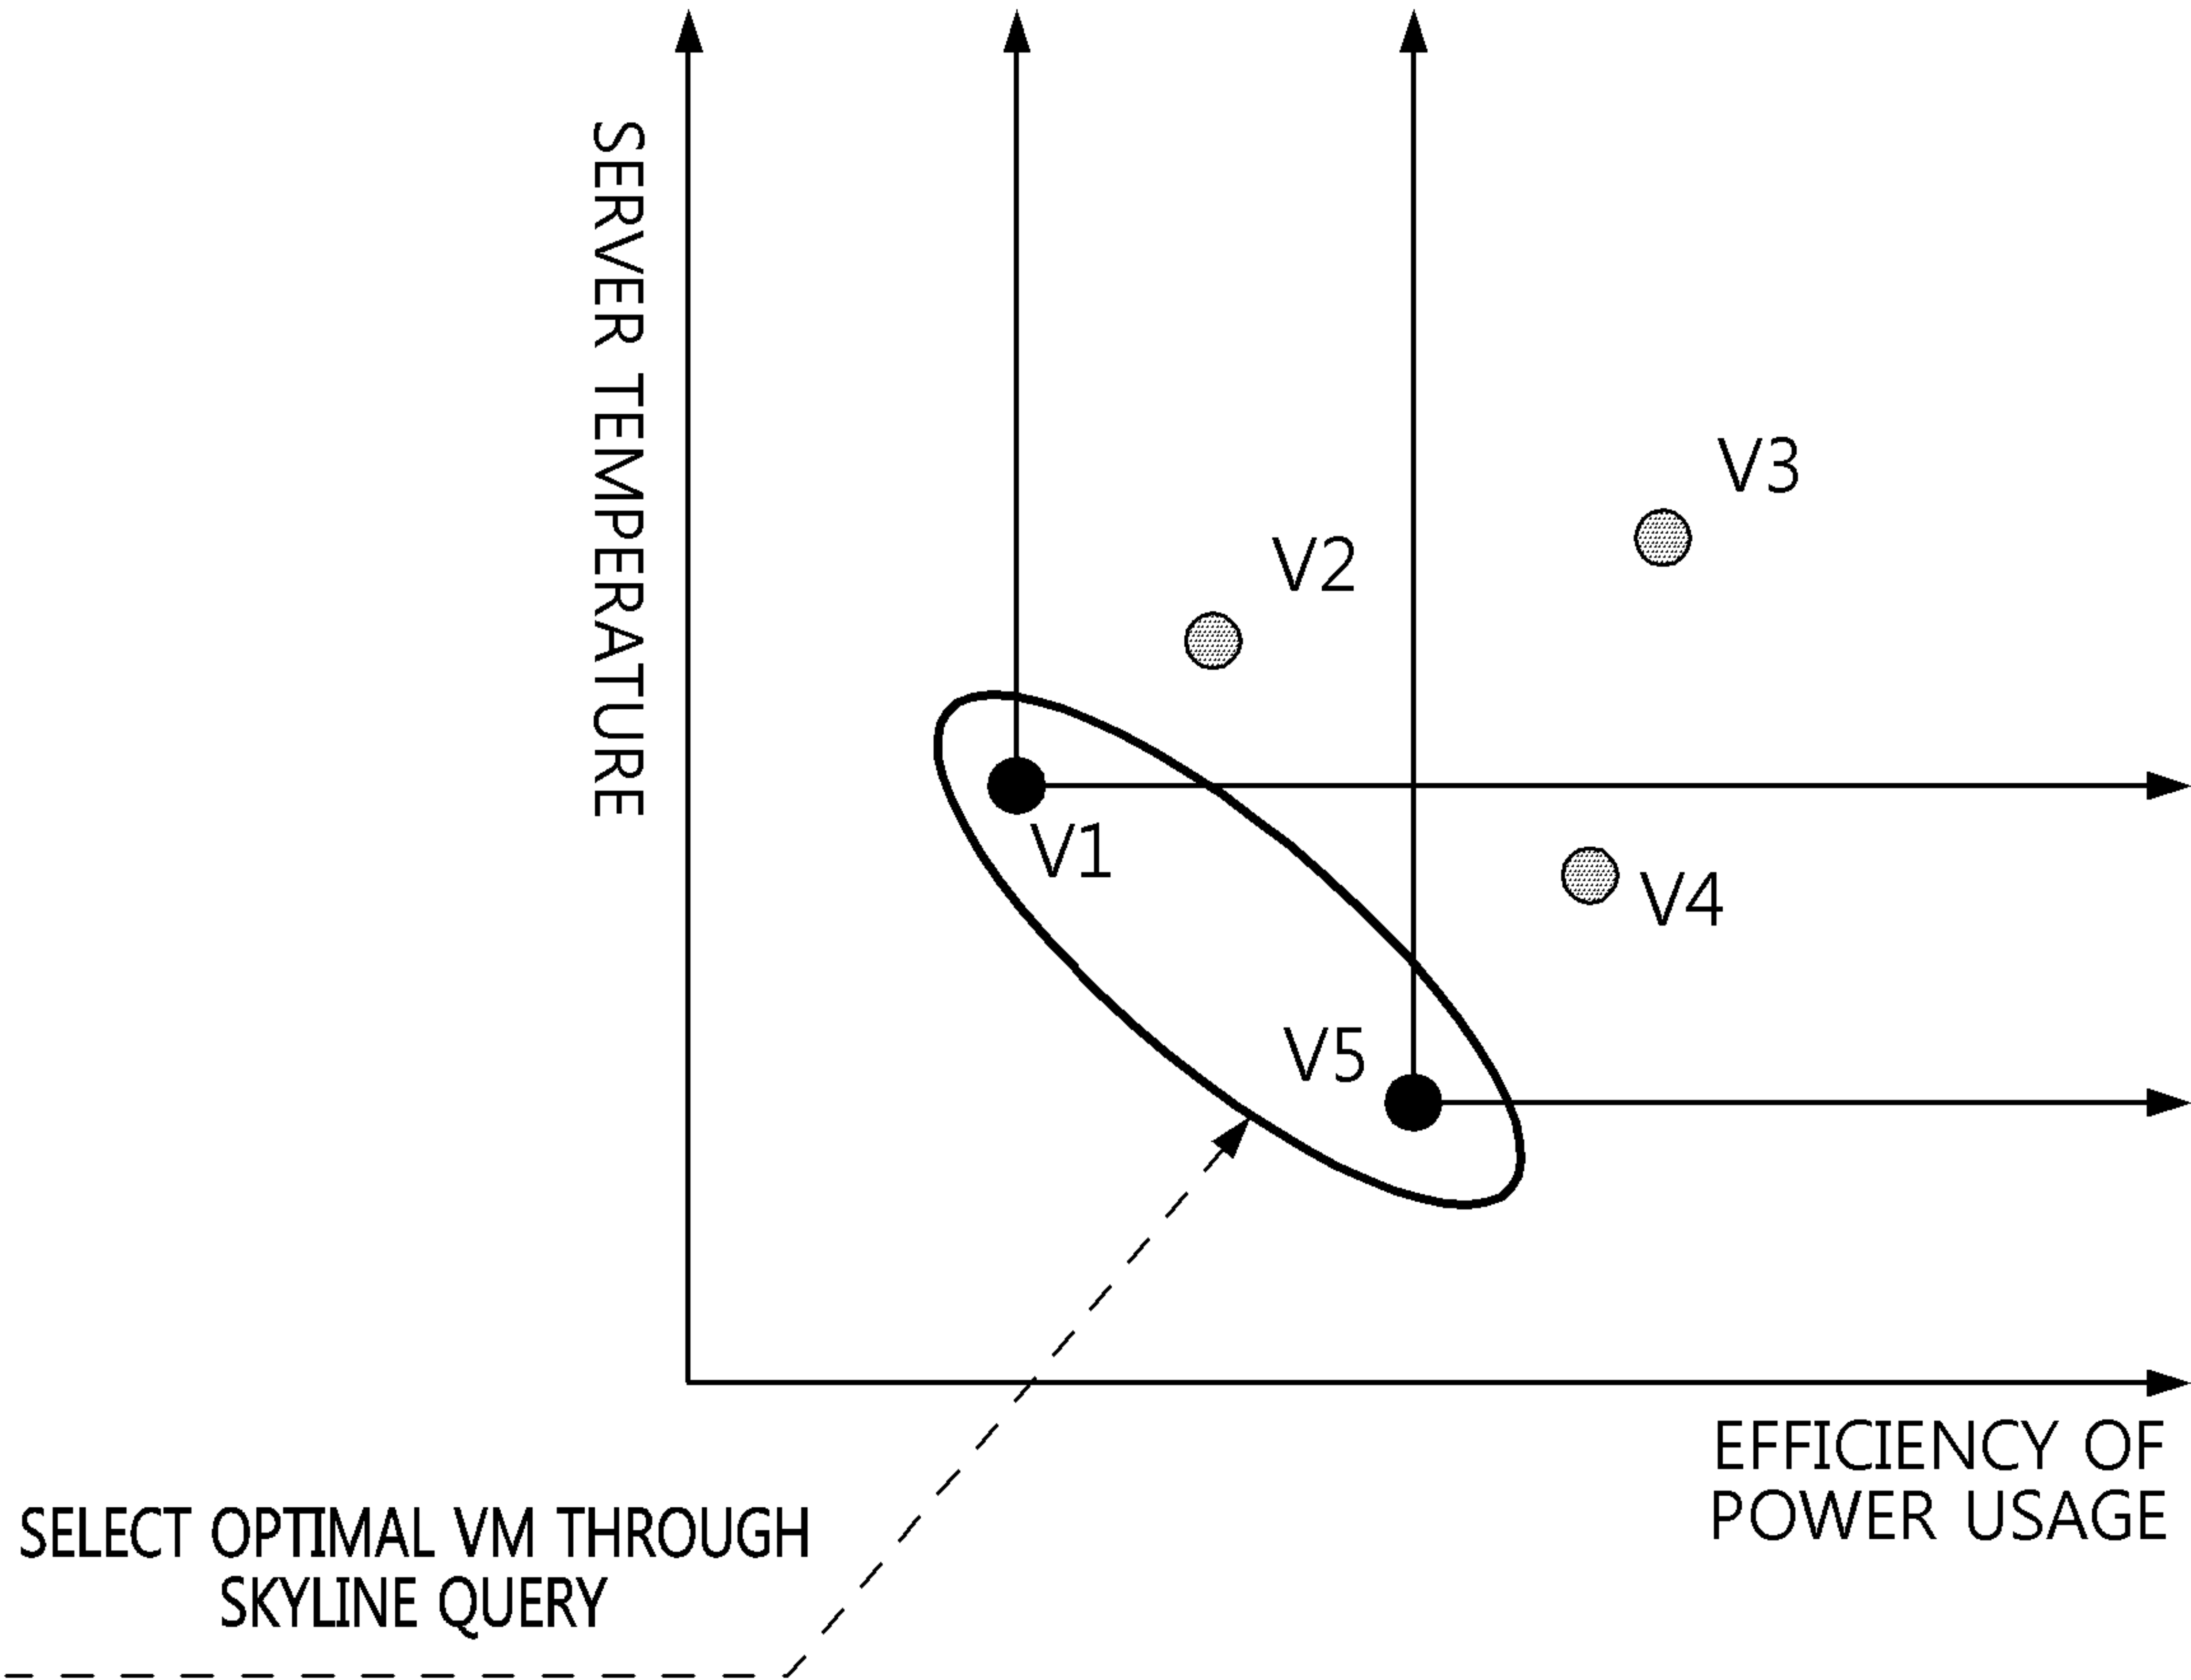 SERVER TEMPERATURE
V3
V2
V1
V4
V5
EFFICIENCY OF
POWER USAGE
SELECT OPTIMAL VM THROUGH
SKYLINE QUERY